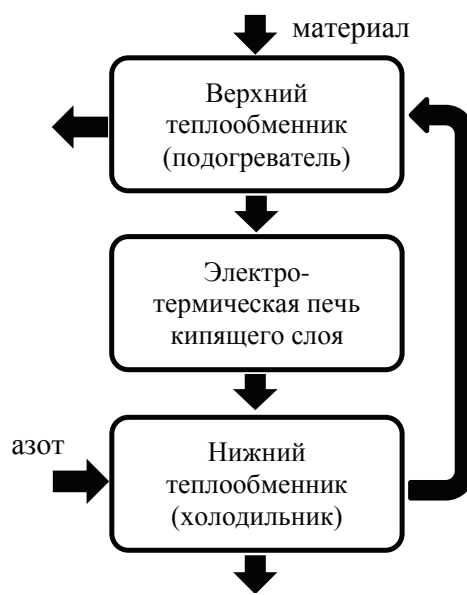 материал
Верхний
теплообменник
(подогреватель)
Электро-
термическая печь
кипящего слоя
азот
Нижний
теплообменник
(холодильник)